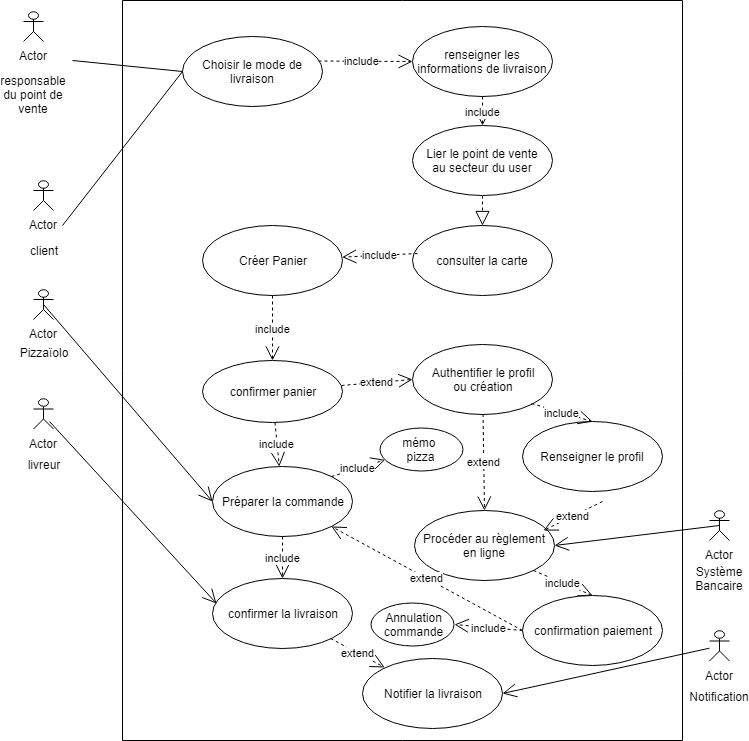 Actor
responsable
du point de
vente
Choisir le mode de
livraison
include
renseigner les
informations de livraison
include
Lier le point de vente
au secteur du user
Actor
client
Créer Panier
include
consulter la carte
Actor
Pizzaïolo
include
confirmer panier
extend
Authentifier le profil
ou création
include
Actor
livreur
include
mémo
pizza
include
extend
Renseigner le profil
Préparer la commande
extend
Procéder au règlement
en ligne
Actor
Système
Bancaire
include
extend
include
confirmer la livraison
Annulation
commande
include
confirmation paiement
extend
Notifier la livraison
Actor
Notification